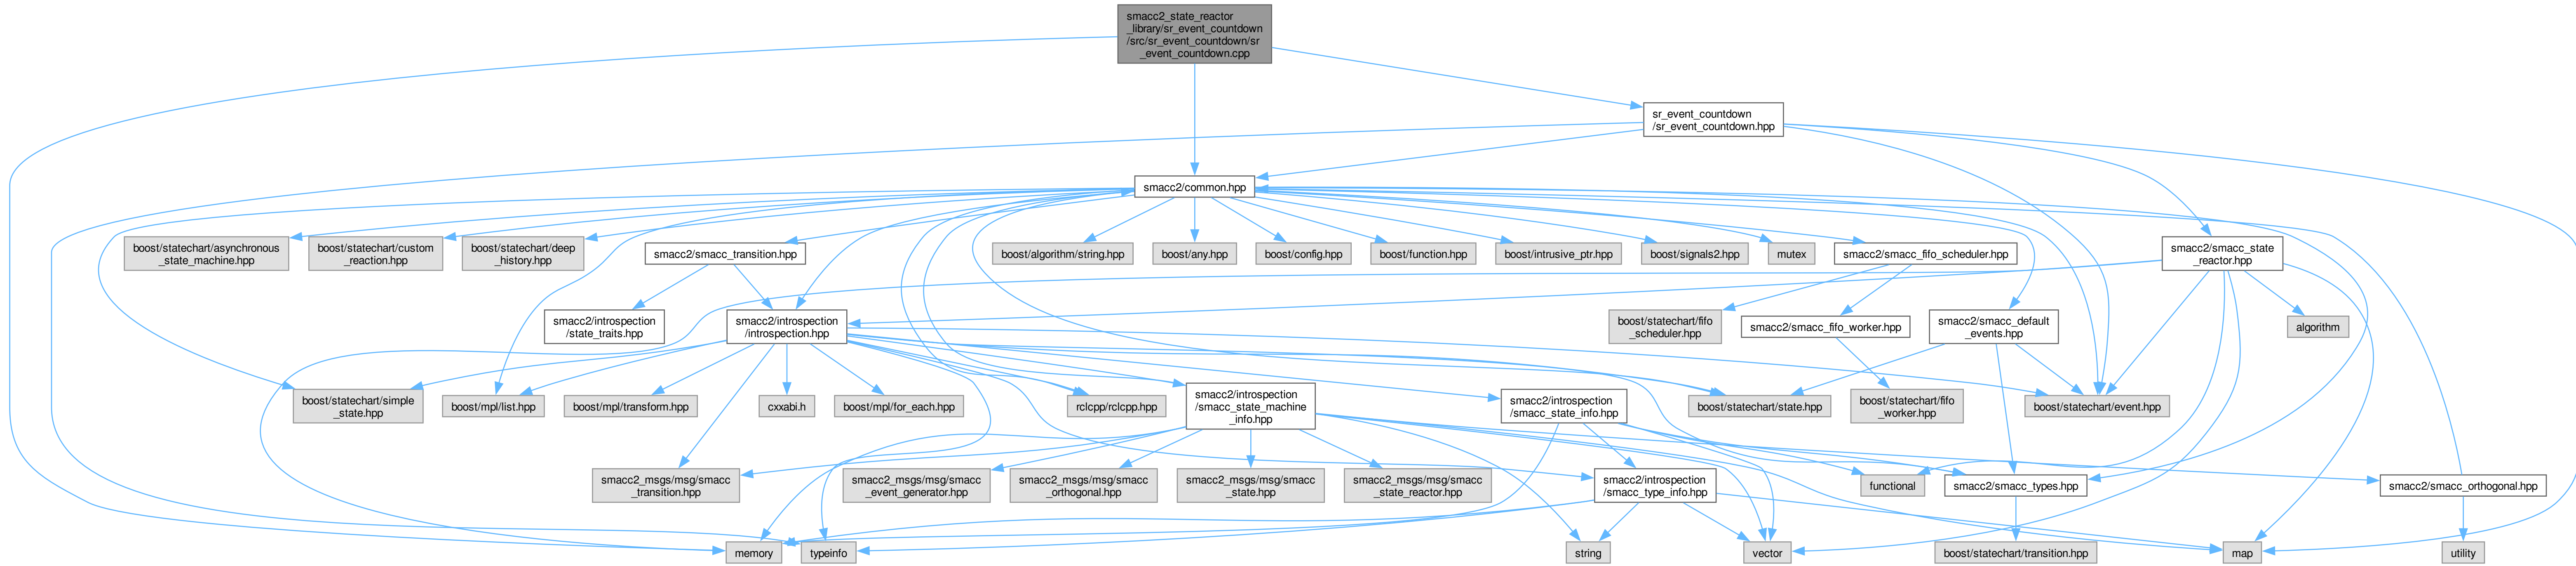 smacc2_state_reactor
_library/sr_event_countdown
/src/sr_event_countdown/sr
_event_countdown.cpp
sr_event_countdown
/sr_event_countdown.hpp
smacc2/common.hpp
boost/statechart/asynchronous
_state_machine.hpp
boost/statechart/custom
_reaction.hpp
boost/statechart/deep
_history.hpp
smacc2/smacc_transition.hpp
boost/algorithm/string.hpp
boost/any.hpp
boost/config.hpp
boost/function.hpp
boost/intrusive_ptr.hpp
boost/signals2.hpp
mutex
smacc2/smacc_fifo_scheduler.hpp
smacc2/smacc_state
_reactor.hpp
smacc2/introspection
/state_traits.hpp
smacc2/introspection
/introspection.hpp
boost/statechart/fifo
_scheduler.hpp
smacc2/smacc_fifo_worker.hpp
smacc2/smacc_default
_events.hpp
algorithm
boost/statechart/simple
_state.hpp
boost/mpl/list.hpp
boost/mpl/transform.hpp
cxxabi.h
boost/mpl/for_each.hpp
rclcpp/rclcpp.hpp
smacc2/introspection
/smacc_state_machine
_info.hpp
smacc2/introspection
/smacc_state_info.hpp
boost/statechart/state.hpp
boost/statechart/fifo
_worker.hpp
boost/statechart/event.hpp
smacc2_msgs/msg/smacc
_transition.hpp
smacc2_msgs/msg/smacc
_event_generator.hpp
smacc2_msgs/msg/smacc
_orthogonal.hpp
smacc2_msgs/msg/smacc
_state.hpp
smacc2_msgs/msg/smacc
_state_reactor.hpp
smacc2/introspection
/smacc_type_info.hpp
functional
smacc2/smacc_types.hpp
smacc2/smacc_orthogonal.hpp
memory
typeinfo
string
vector
boost/statechart/transition.hpp
map
utility